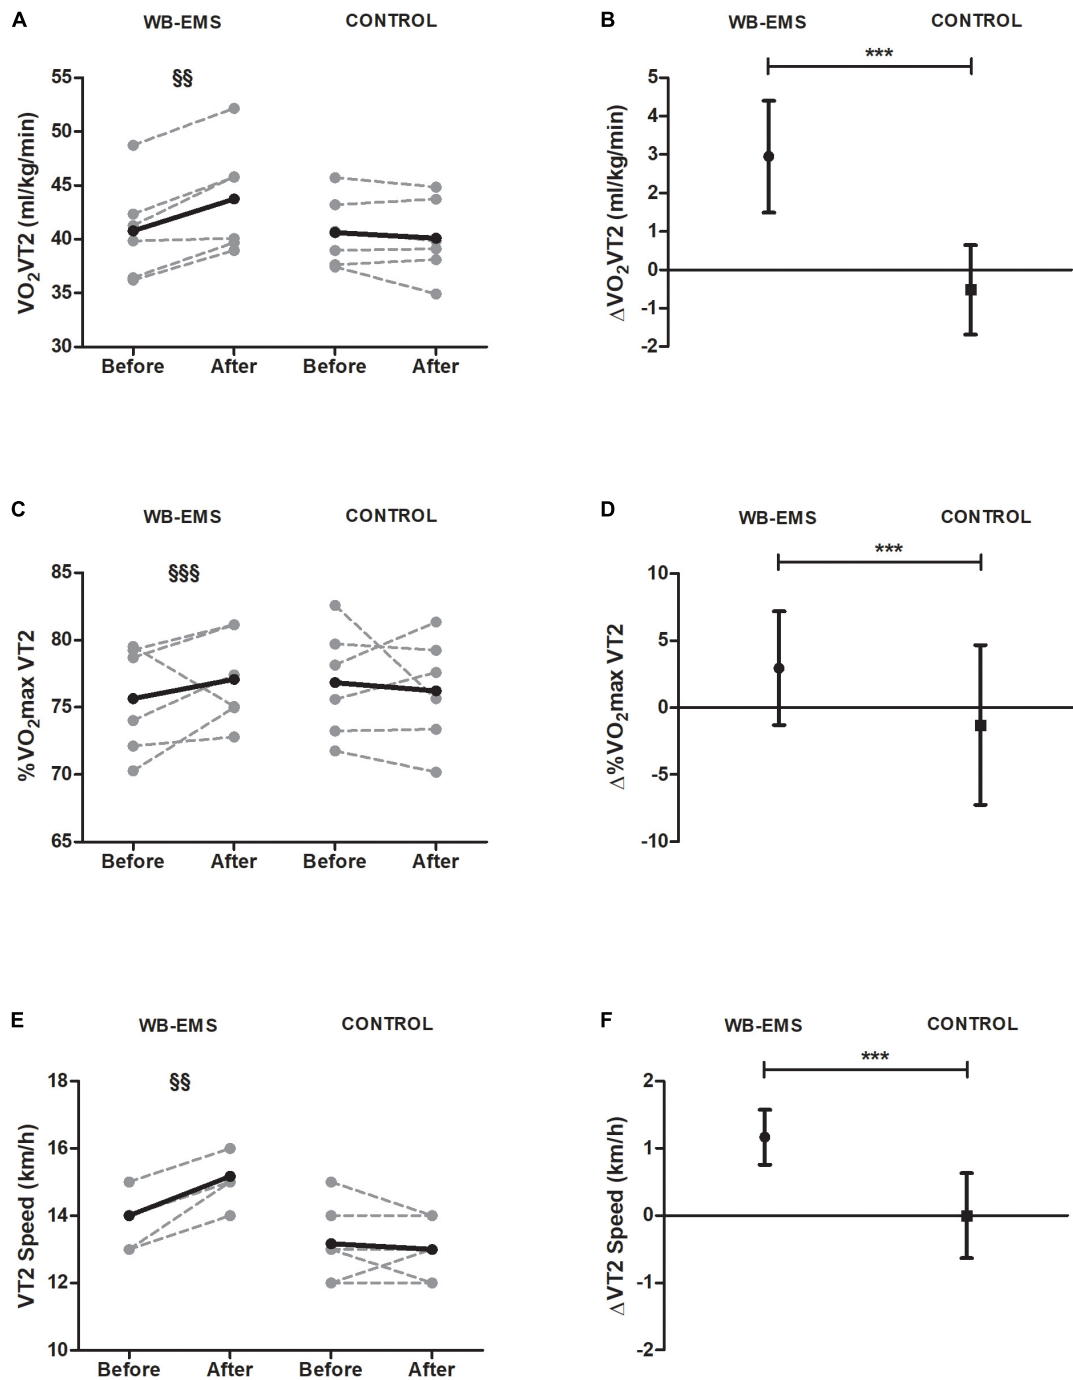 A
WB-EMS
CONTROL
§§
VO2VT2 (ml/kg/min)
55
50
45
40
35
30
Before
After
Before
After
B
WB-EMS
CONTROL
***
ΔVO2VT2 (ml/kg/min)
5
4
3
2
1
0
-1
-2
C
WB-EMS
CONTROL
§§§
%VO2max VT2
85
80
75
70
65
Before
After
Before
After
D
WB-EMS
CONTROL
***
Δ%VO2max VT2
10
5
0
-5
-10
E
WB-EMS
CONTROL
§§
VT2 Speed (km/h)
18
16
14
12
10
Before
After
Before
After
F
WB-EMS
CONTROL
***
ΔVT2 Speed (km/h)
2
1
0
-1
-2